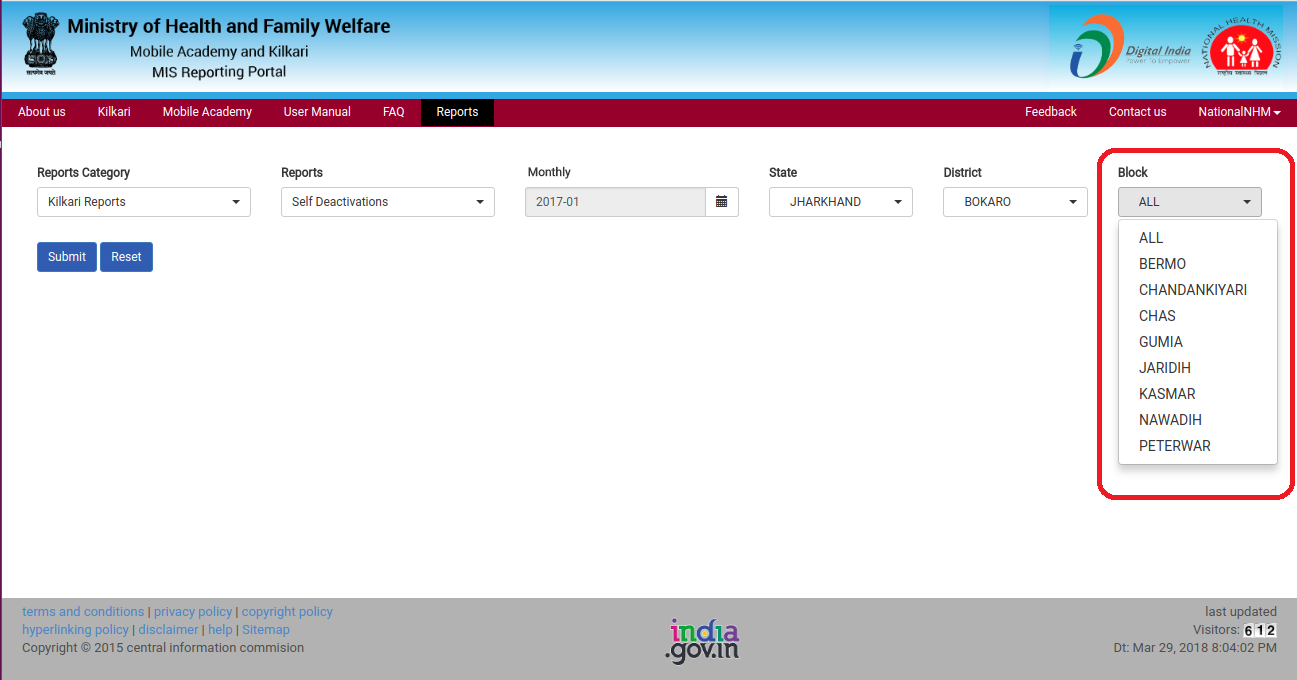 Ministry of Health and Family Welfare
Mobile Academy and Kilkari
MIS Reporting Portal
सत्यमेव जयते
Digital India
Power To Empower
NATIONAL HEALTH MISSION
राष्ट्रीय स्वास्थ्य मिशन
About us Kilkari Mobile Academy User Manual FAQ Reports Feedback Contact us NationalNHM
Reports Category Reports Monthly State District Block
Kilkari Reports Self Deactivations 2017-01 JHARKHAND BOKARO ALL
ALL
Submit Reset
BERMO
CHANDANKIYARI
CHAS
GUMIA
JARIDIH
KASMAR
NAWADIH
PETERWAR
terms and conditions | privacy policy | copyright policy
hyperlinking policy | disclaimer | help | Sitemap
Copyright © 2015 central information commision
india
.gov.in
last updated
Visitors: 612
Dt: Mar 29, 2018 8:04:02 PM